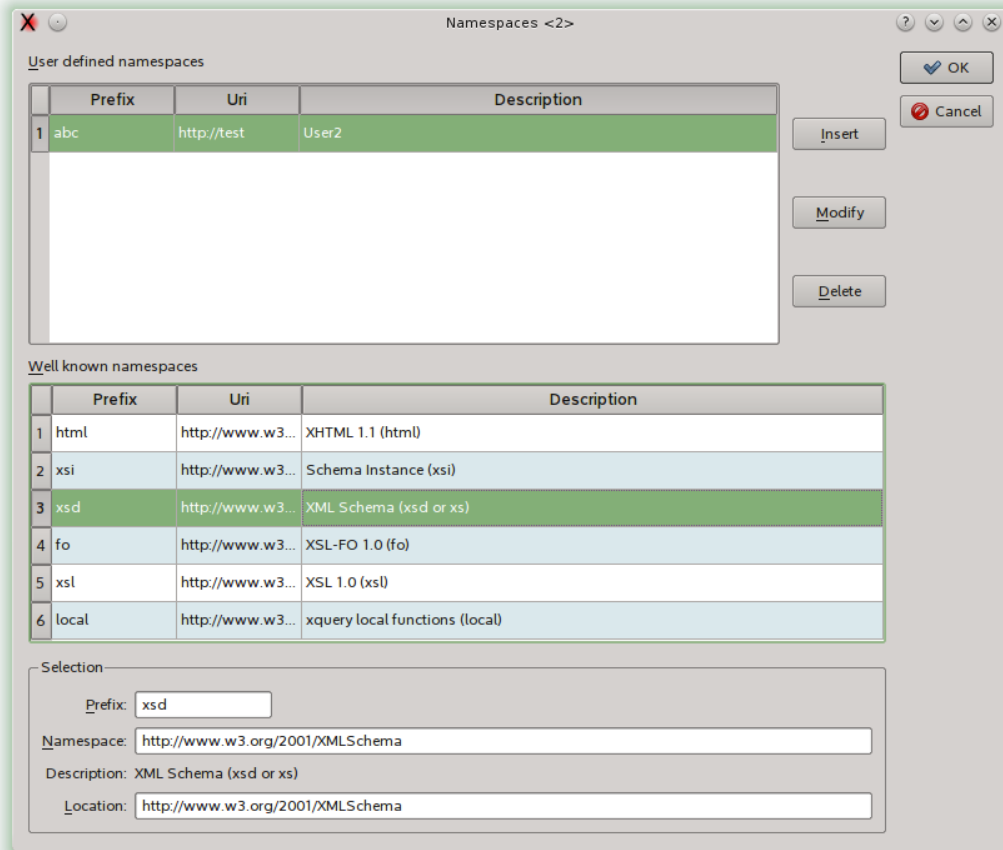 Namespaces <2>
User defined namespaces
OK
Cancel
Prefix Uri Description
1 abc http://test User2
Insert
Modify
Delete
Well known namespaces
Prefix Uri Description
1 html http://www.w3... XHTML 1.1 (html)
2 xsi http://www.w3... Schema Instance (xsi)
3 xsd http://www.w3... XML Schema (xsd or xs)
4 fo http://www.w3... XSL-FO 1.0 (fo)
5 xsl http://www.w3... XSL 1.0 (xsl)
6 local http://www.w3... xquery local functions (local)
Selection
Prefix: xsd
Namespace: http://www.w3.org/2001/XMLSchema
Description: XML Schema (xsd or xs)
Location: http://www.w3.org/2001/XMLSchema